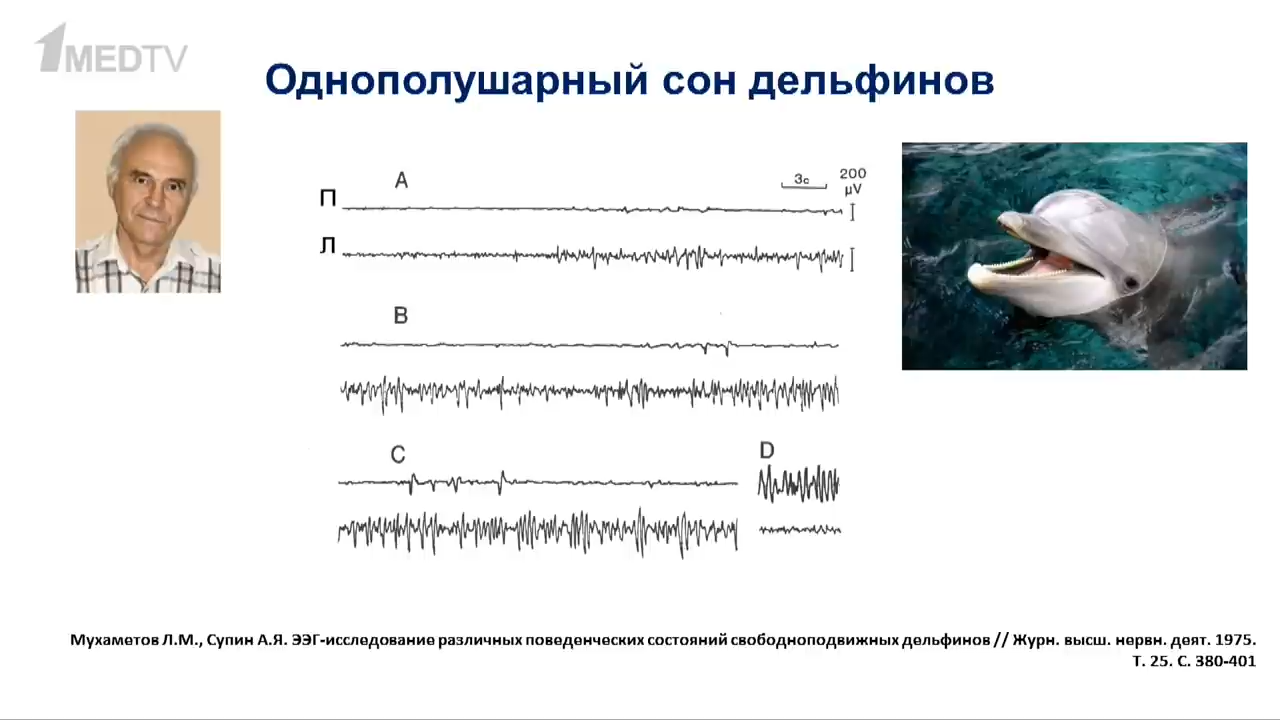 1MEDTV
Однополушарный сон дельфинов
A
3с
200
µV
П
Л
B
C
D
Мухаметов Л.М., Супин А.Я. ЭЭГ-исследование различных поведенческих состояний свободноподвижных дельфинов // Журн. высш. нервн. деят. 1975.
Т. 25. С. 380-401